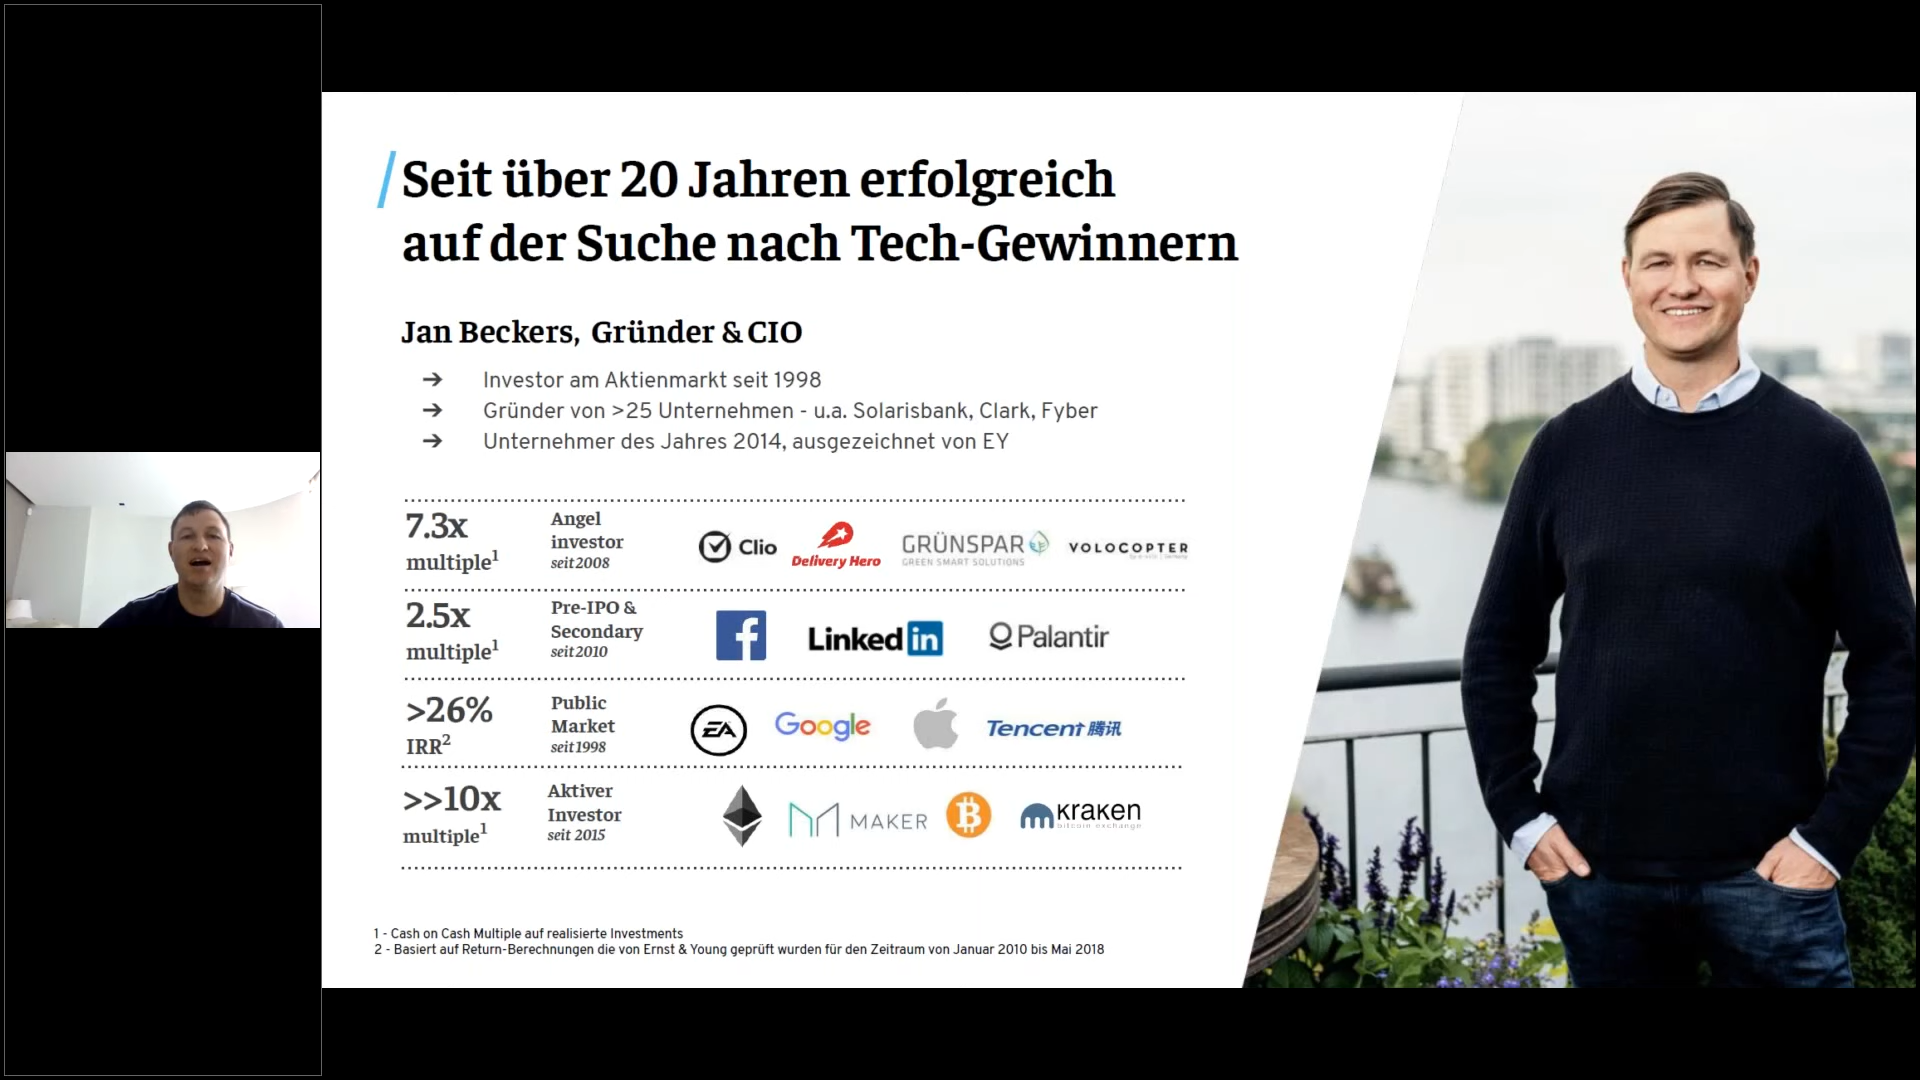 Seit über 20 Jahren erfolgreich
auf der Suche nach Tech-Gewinnern
Jan Beckers, Gründer & CIO
➔ Investor am Aktienmarkt seit 1998
➔ Gründer von >25 Unternehmen - u.a. Solarisbank, Clark, Fyber
➔ Unternehmer des Jahres 2014, ausgezeichnet von EY
7.3x
multiple¹
Angel
investor
seit 2008
Clio
Delivery Hero
GRÜNSPAR
GREEN SMART SOLUTIONS
VOLOCOPTER
2.5x
multiple¹
Pre-IPO &
Secondary
seit 2010
f
Linked in
Palantir
>26%
IRR²
Public
Market
seit 1998
EA
Google
Tencent 腾讯
>>10x
multiple¹
Aktiver
Investor
seit 2015
MAKER
kraken
bitcoin exchange
1 - Cash on Cash Multiple auf realisierte Investments
2 - Basiert auf Return-Berechnungen die von Ernst & Young geprüft wurden für den Zeitraum von Januar 2010 bis Mai 2018